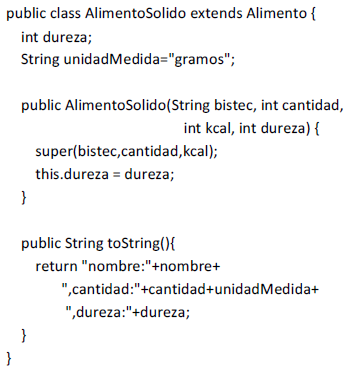 public class AlimentoSolido extends Alimento {
int dureza;
String unidadMedida="gramos";
public AlimentoSolido(String bistec, int cantidad,
int kcal, int dureza) {
super(bistec,cantidad,kcal);
this.dureza = dureza;
}
public String toString(){
return "nombre:"+nombre+
",cantidad:"+cantidad+unidadMedida+
",dureza:"+dureza;
}
}